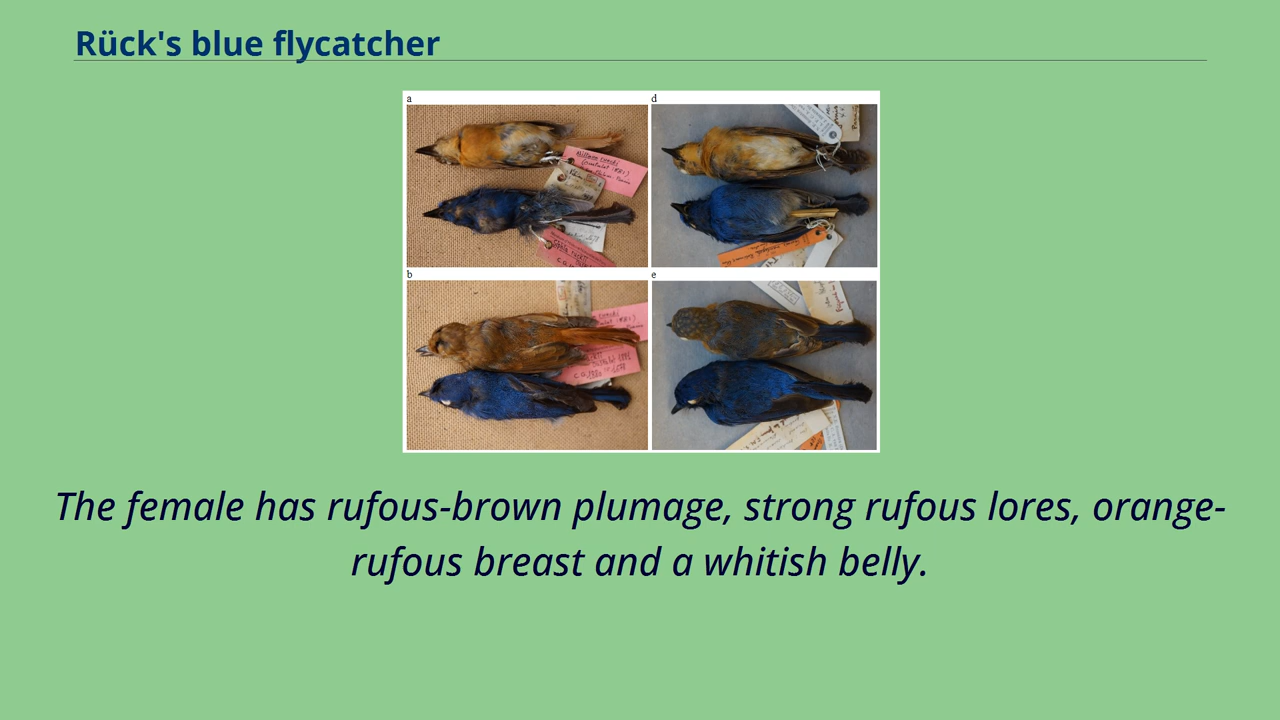 Rück's blue flycatcher
a
d
b
e
The female has rufous-brown plumage, strong rufous lores, orange-
rufous breast and a whitish belly.